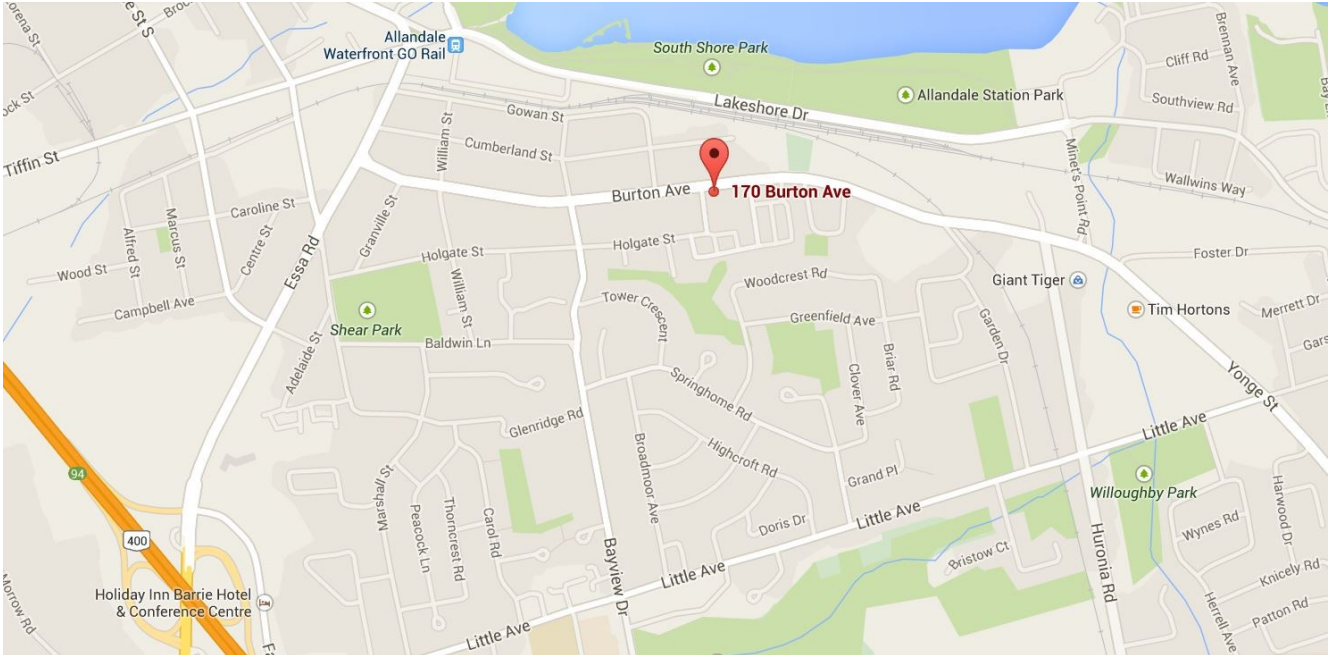 e St S
Allandale
Waterfront GO Rail
South Shore Park
Allandale Station Park
Brennan Ave
Cliff Rd
Southview Rd
Lakeshore Dr
Gowan St
William St
Cumberland St
Tiffin St
Minet's Point Rd
Wallwins Way
Burton Ave
170 Burton Ave
Caroline St
Marcus St
Alfred St
Centre St
Granville St
Essa Rd
Holgate St
Holgate St
Foster Dr
Wood St
Campbell Ave
William St
Woodcrest Rd
Giant Tiger
Tim Hortons
Tower Crescent
Merrett Dr
Shear Park
Greenfield Ave
Garden Dr
Baldwin Ln
Briar Rd
Adelaide St
Clover Ave
Springhome Rd
Yonge St
Glenridge Rd
Little Ave
Highcroft Rd
Broadmoor Ave
Grand Pl
94
Marshall St
Peacock Ln
Thorncrest Rd
Carol Rd
Willoughby Park
Harwood Dr
Wynes Rd
Doris Dr
Little Ave
400
Bayview Dr
Bristow Ct
Huronia Rd
Knicely Rd
Little Ave
Holiday Inn Barrie Hotel
& Conference Centre
Herrell Ave
Patton Rd
Morrow Rd
Little Ave